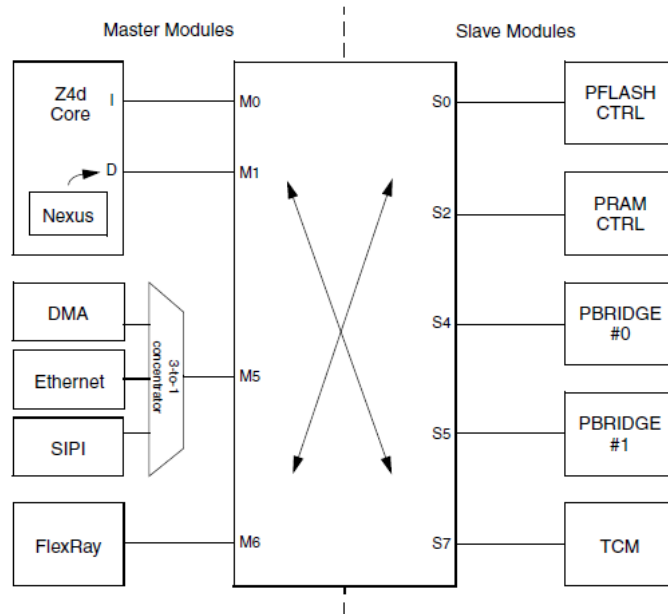 Master Modules
Slave Modules
Z4d
Core
I
D
Nexus
DMA
Ethernet
SIPI
3-to-1
concentrator
FlexRay
M0
M1
M5
M6
S0
S2
S4
S5
S7
PFLASH
CTRL
PRAM
CTRL
PBRIDGE
#0
PBRIDGE
#1
TCM